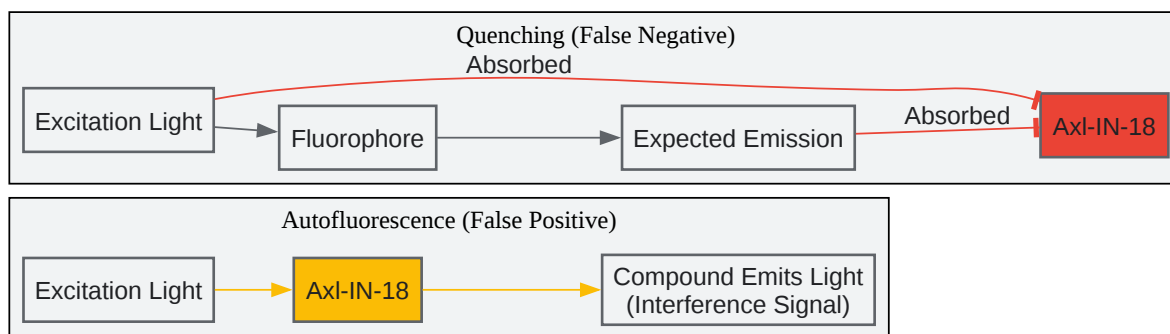 Quenching (False Negative)
Absorbed
Excitation Light
Fluorophore
Expected Emission
Absorbed
Axl-IN-18
Autofluorescence (False Positive)
Excitation Light
Axl-IN-18
Compound Emits Light
(Interference Signal)